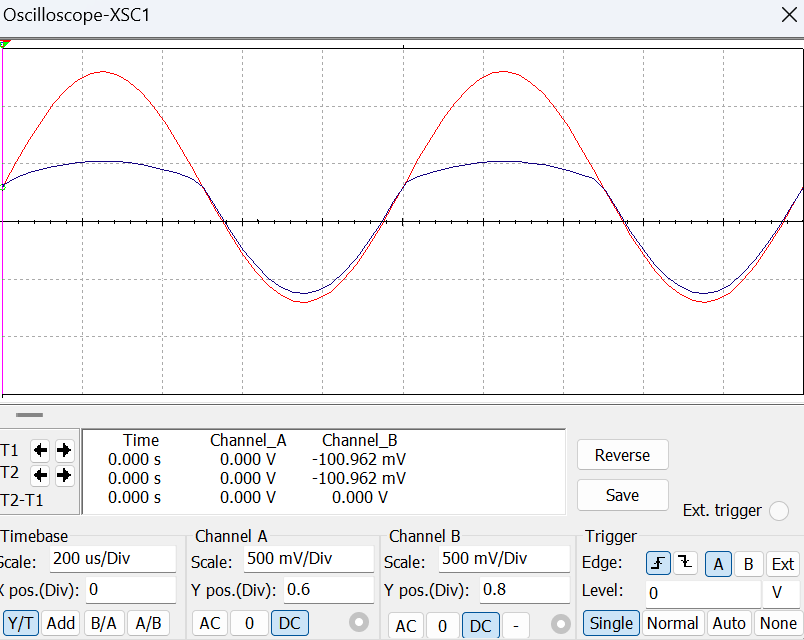 Oscilloscope-XSC1
Time Channel_A Channel_B
T1 0.000 s 0.000 V -100.962 mV
T2 0.000 s 0.000 V -100.962 mV
T2-T1 0.000 s 0.000 V 0.000 V
Reverse
Save
Ext. trigger
Timebase
Scale: 200 us/Div
X pos.(Div): 0
Y/T Add B/A A/B
Channel A
Scale: 500 mV/Div
Y pos.(Div): 0.6
AC 0 DC
Channel B
Scale: 500 mV/Div
Y pos.(Div): 0.8
AC 0 DC -
Trigger
Edge: A B Ext
Level: 0 V
Single Normal Auto None